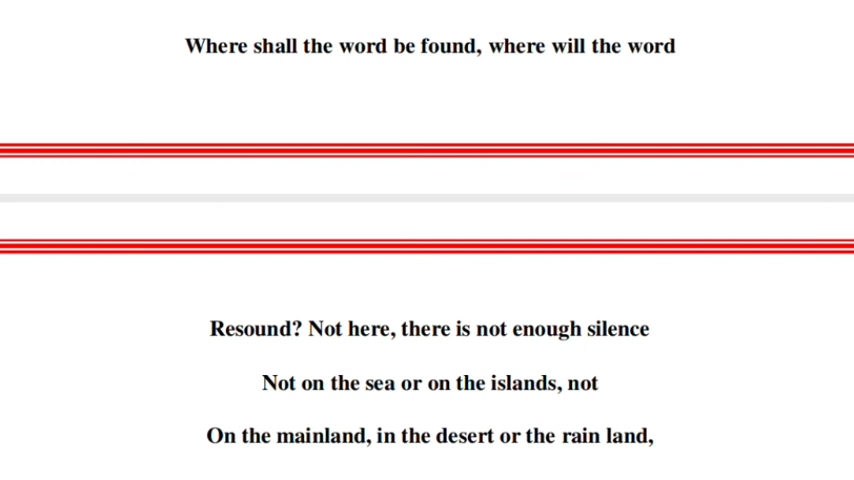 Where shall the word be found, where will the word
Resound? Not here, there is not enough silence
Not on the sea or on the islands, not
On the mainland, in the desert or the rain land,